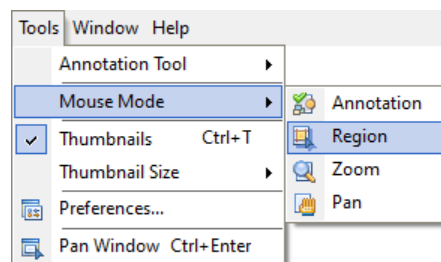 Tools Window Help
Annotation Tool
Mouse Mode
Thumbnails Ctrl+T
Thumbnail Size
Preferences...
Pan Window Ctrl+Enter
Annotation
Region
Zoom
Pan